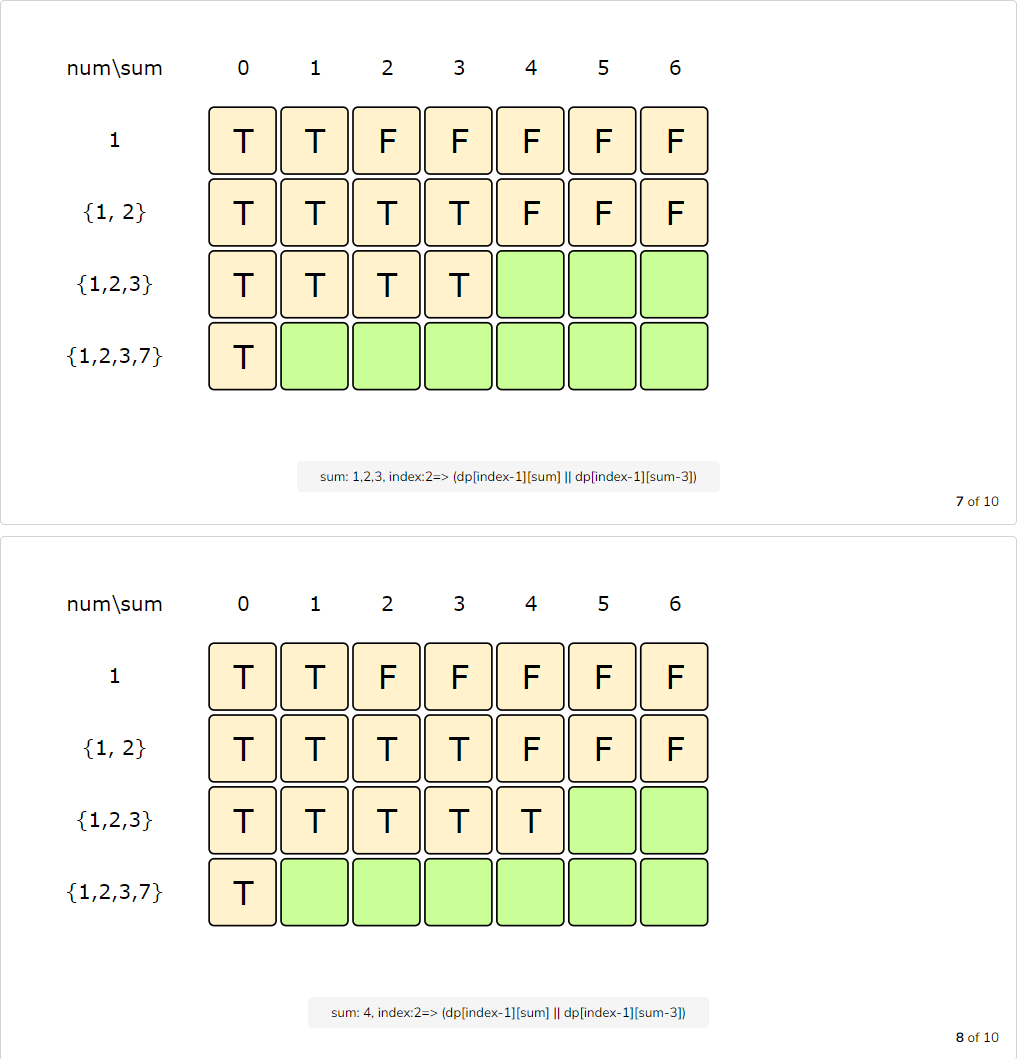 num\sum 0 1 2 3 4 5 6
1 T T F F F F F
{1, 2} T T T T F F F
{1,2,3} T T T T
{1,2,3,7} T
sum: 1,2,3, index:2=> (dp[index-1][sum] || dp[index-1][sum-3])
7 of 10
num\sum 0 1 2 3 4 5 6
1 T T F F F F F
{1, 2} T T T T F F F
{1,2,3} T T T T T
{1,2,3,7} T
sum: 4, index:2=> (dp[index-1][sum] || dp[index-1][sum-3])
8 of 10